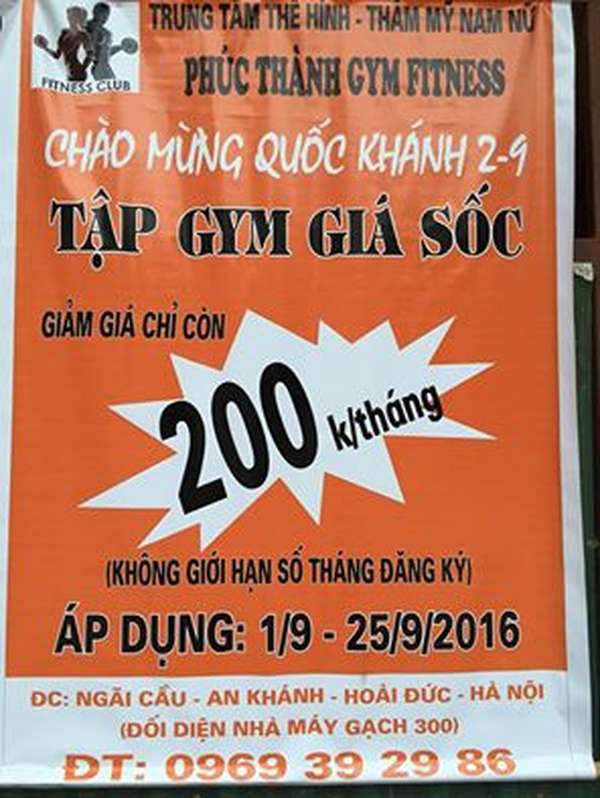 TRUNG TÂM THỂ HÌNH - THẨM MỸ NAM NỮ
FITNESS CLUB
PHÚC THÀNH GYM FITNESS
CHÀO MỪNG QUỐC KHÁNH 2-9
TẬP GYM GIÁ SỐC
GIẢM GIÁ CHỈ CÒN
200 k/tháng
(KHÔNG GIỚI HẠN SỐ THÁNG ĐĂNG KÝ)
ÁP DỤNG: 1/9 - 25/9/2016
ĐC: NGÃI CẦU - AN KHÁNH - HOÀI ĐỨC - HÀ NỘI
(ĐỐI DIỆN NHÀ MÁY GẠCH 300)
ĐT: 0969 39 29 86